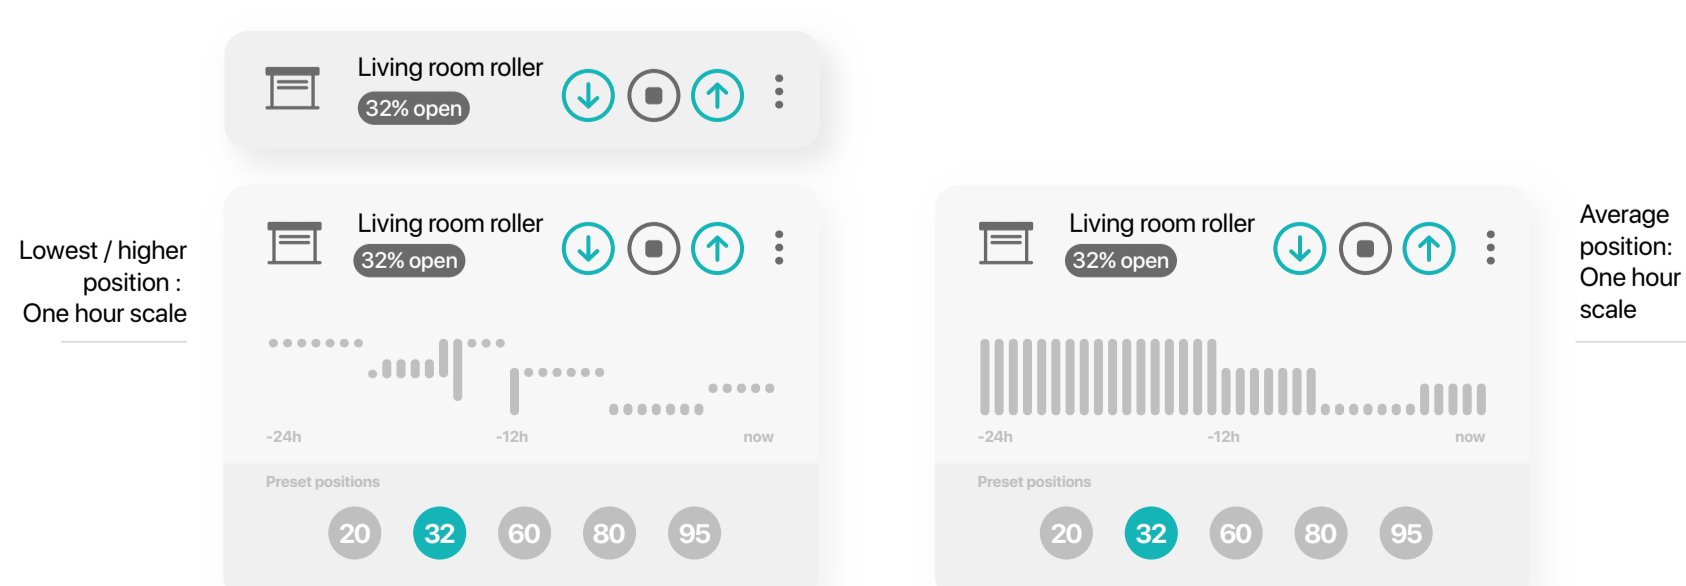 Living room roller
32% open
Lowest / higher
position :
One hour scale
Living room roller
32% open
-24h -12h now
Preset positions
20 32 60 80 95
Living room roller
32% open
-24h -12h now
Preset positions
20 32 60 80 95
Average
position:
One hour
scale